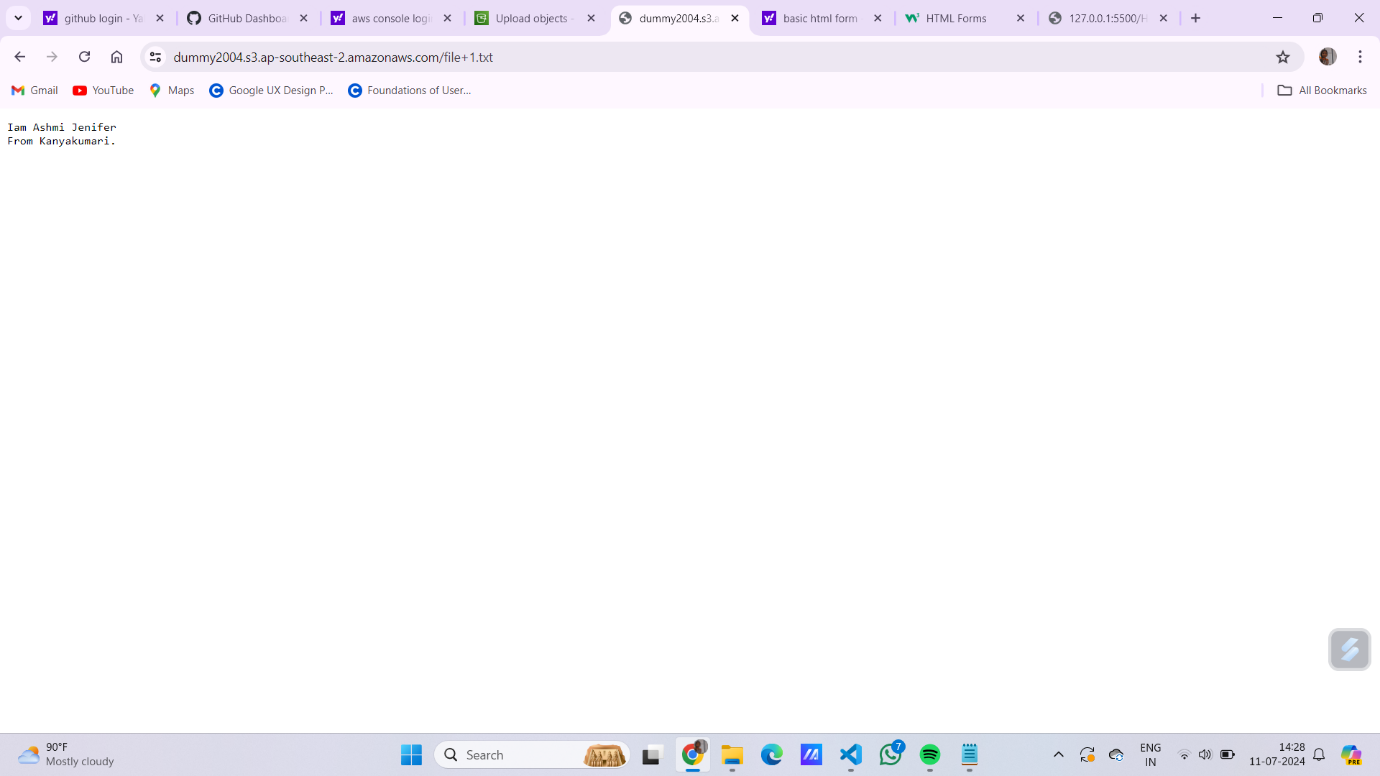 github login - Ya
GitHub Dashboa
aws console logi
Upload objects -
dummy2004.s3.a
basic html form
HTML Forms
127.0.0.1:5500/H
dummy2004.s3.ap-southeast-2.amazonaws.com/file+1.txt
Gmail
YouTube
Maps
Google UX Design P...
Foundations of User...
All Bookmarks
Iam Ashmi Jenifer
From Kanyakumari.
90°F
Mostly cloudy
Search
7
ENG
IN
14:28
11-07-2024
PRE